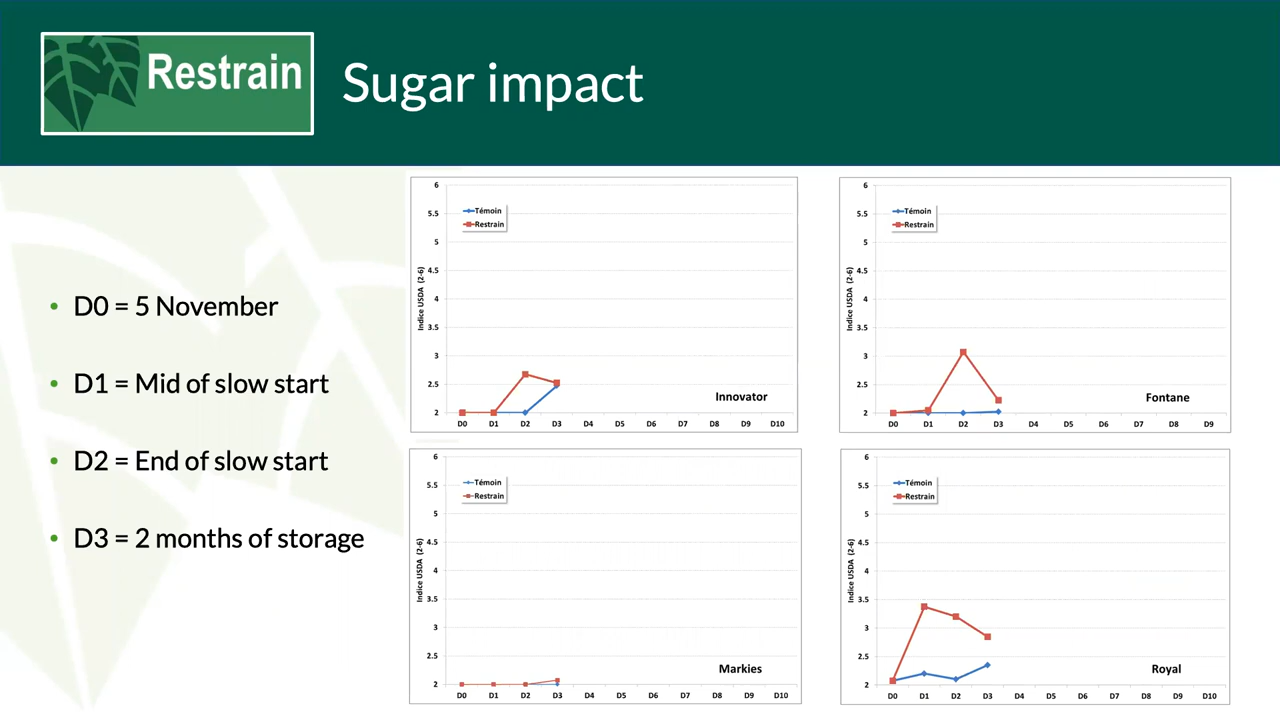 Restrain
Sugar impact
• D0 = 5 November
• D1 = Mid of slow start
• D2 = End of slow start
• D3 = 2 months of storage
6
5.5
5
4.5
4
3.5
3
2.5
2
Indice USDA (2-6)
Témoin
Restrain
Innovator
D0 D1 D2 D3 D4 D5 D6 D7 D8 D9 D10
6
5.5
5
4.5
4
3.5
3
2.5
2
Indice USDA (2-6)
Témoin
Restrain
Fontane
D0 D1 D2 D3 D4 D5 D6 D7 D8 D9
6
5.5
5
4.5
4
3.5
3
2.5
2
Indice USDA (2-6)
Témoin
Restrain
Markies
D0 D1 D2 D3 D4 D5 D6 D7 D8 D9 D10
6
5.5
5
4.5
4
3.5
3
2.5
2
Indice USDA (2-6)
Témoin
Restrain
Royal
D0 D1 D2 D3 D4 D5 D6 D7 D8 D9 D10